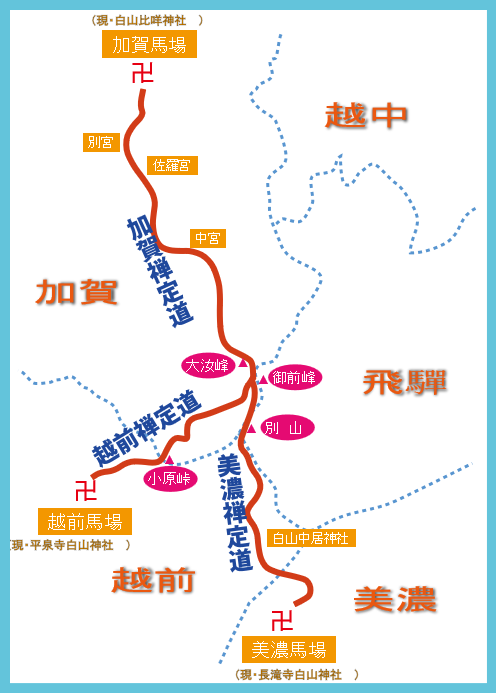 （現・白山比咩神社　）
加賀馬場
卍
越中
別宮
佐羅宮
加賀禅定道
中宮
加賀
大汝峰
御前峰
飛騨
越前禅定道
別 山
小原峠
美濃禅定道
卍
越前馬場
（現・平泉寺白山神社　）
白山中居神社
越前
美濃
卍
美濃馬場
（現・長滝寺白山神社　）